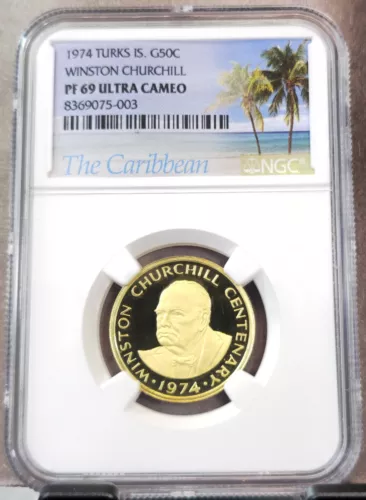 1974 TURKS IS. G50C
WINSTON CHURCHILL
PF 69 ULTRA CAMEO
8369075-003
The Caribbean
NGC®
WINSTON CHURCHILL CENTENARY
• 1974 •